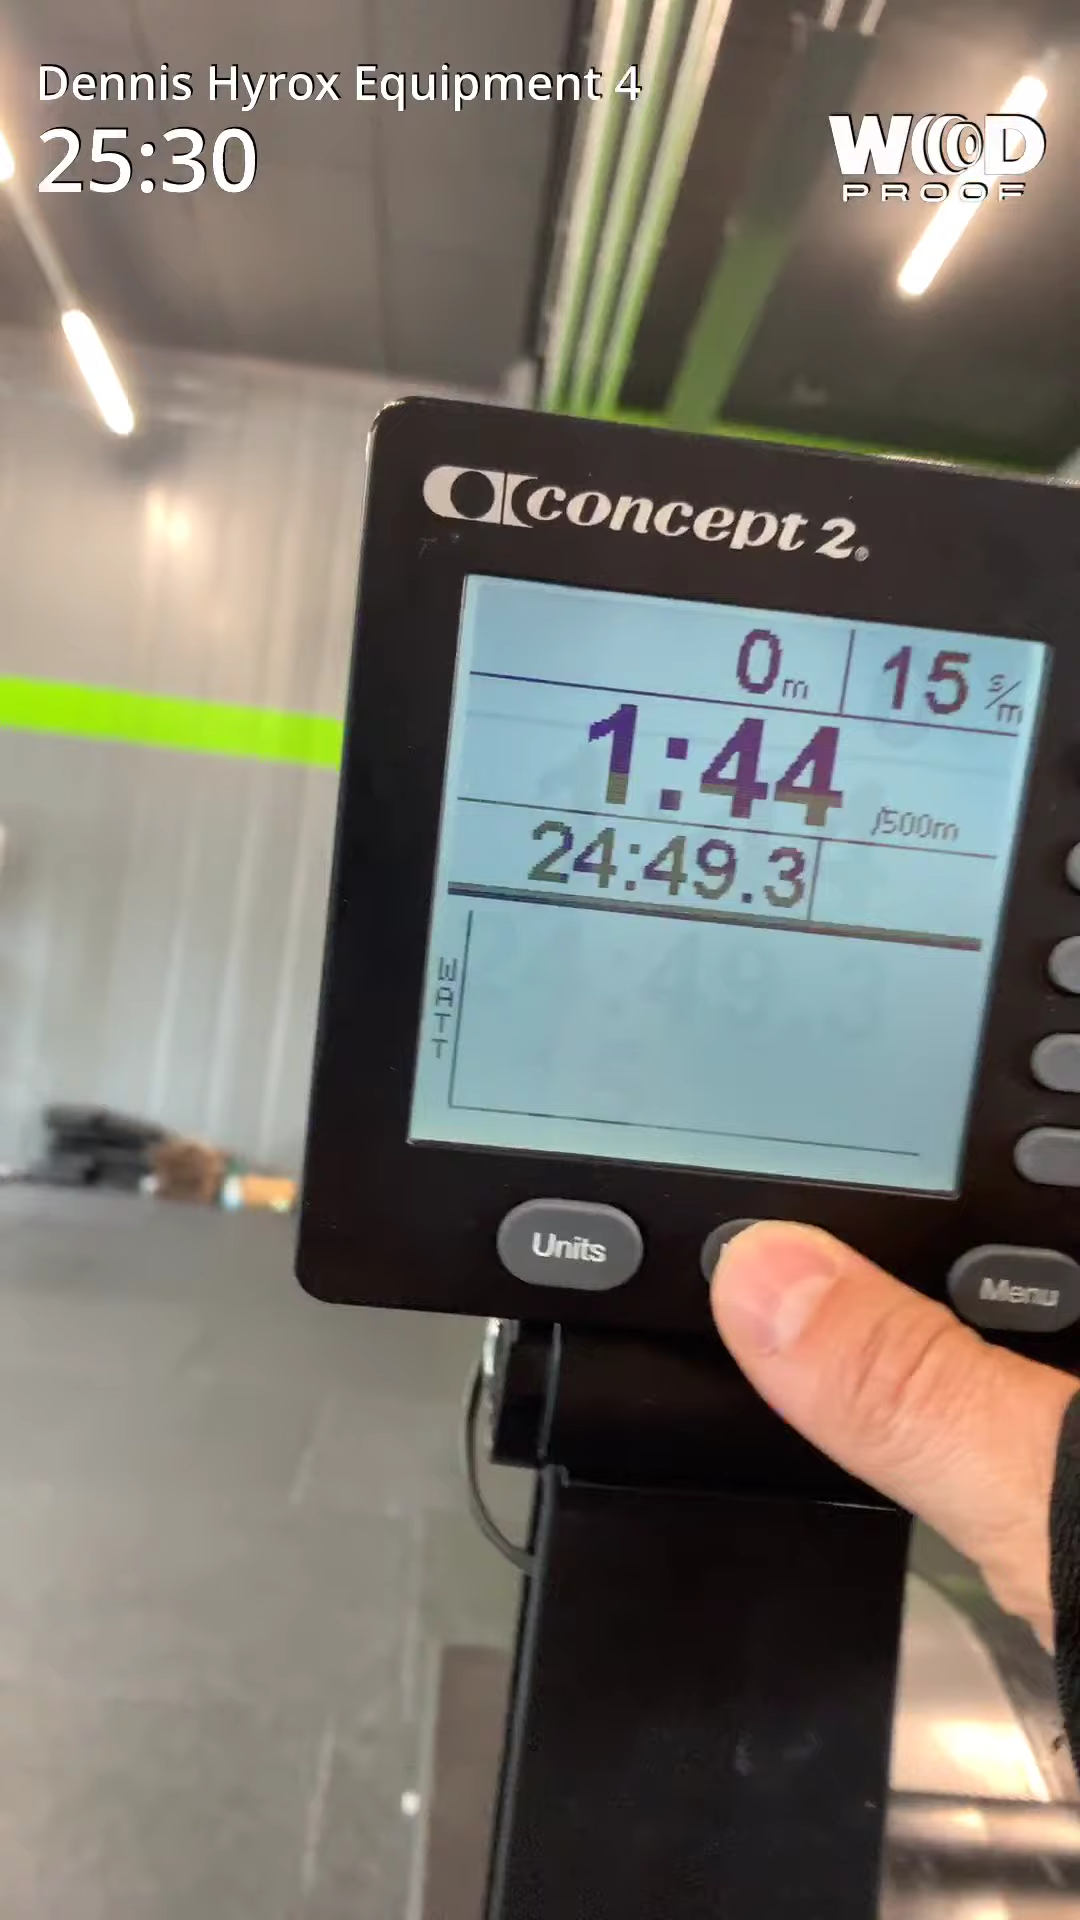 Dennis Hyrox Equipment 4
25:30
WOD
PROOF
concept 2®
0m 15 s/m
1:44 /500m
24:49.3
WATT
Units
Menu